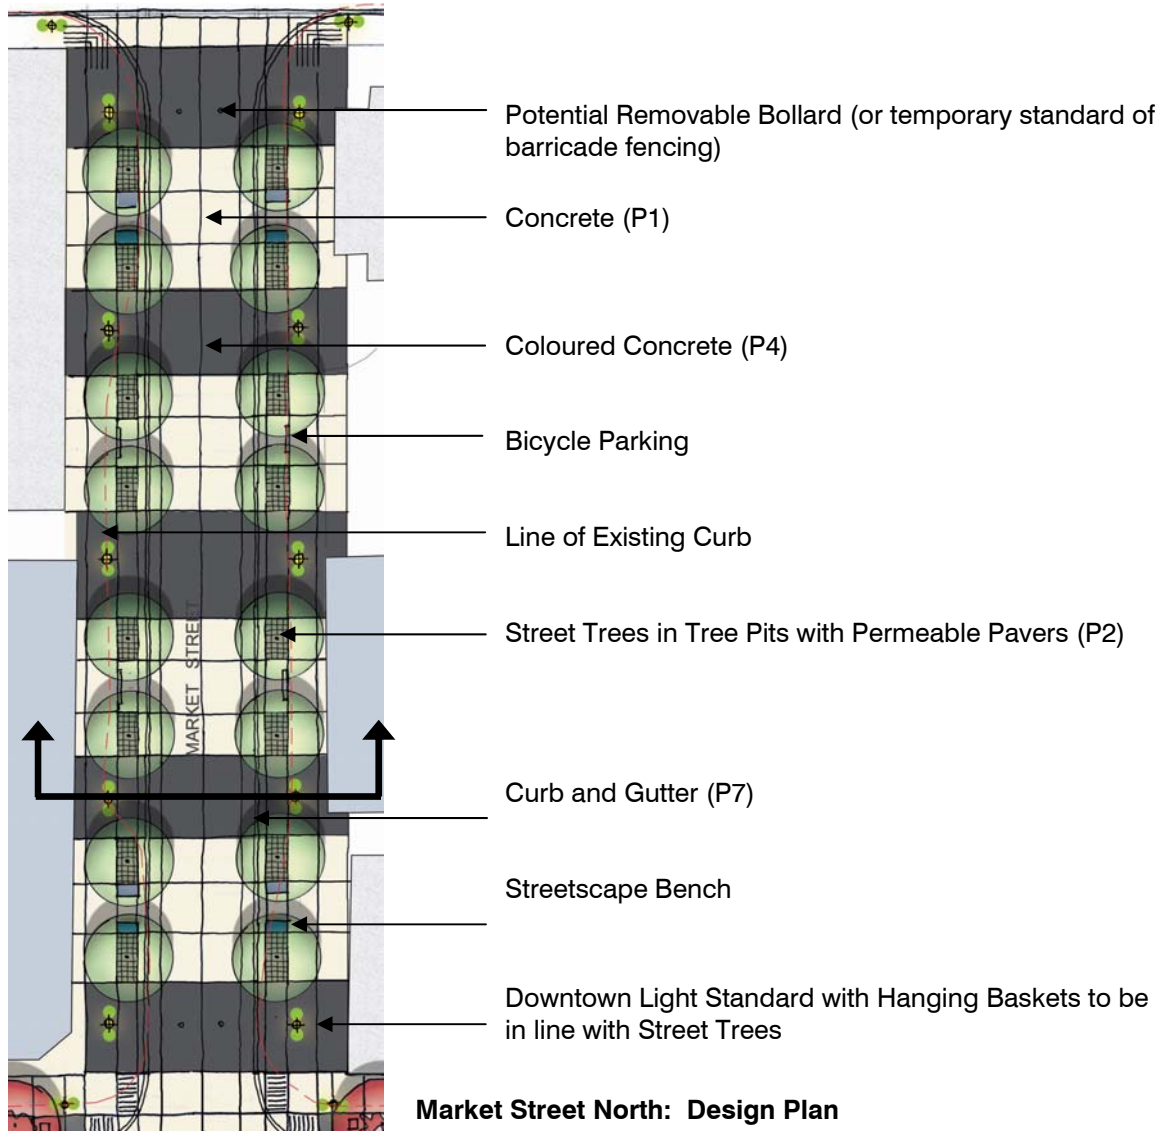 Potential Removable Bollard (or temporary standard of
barricade fencing)
Concrete (P1)
Coloured Concrete (P4)
Bicycle Parking
Line of Existing Curb
Street Trees in Tree Pits with Permeable Pavers (P2)
MARKET STREET
Curb and Gutter (P7)
Streetscape Bench
Downtown Light Standard with Hanging Baskets to be
in line with Street Trees
Market Street North: Design Plan